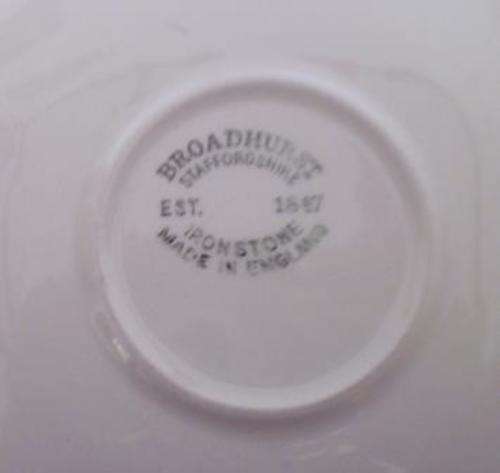 BROADHURST
STAFFORDSHIRE
EST. 1847
IRONSTONE
MADE IN ENGLAND